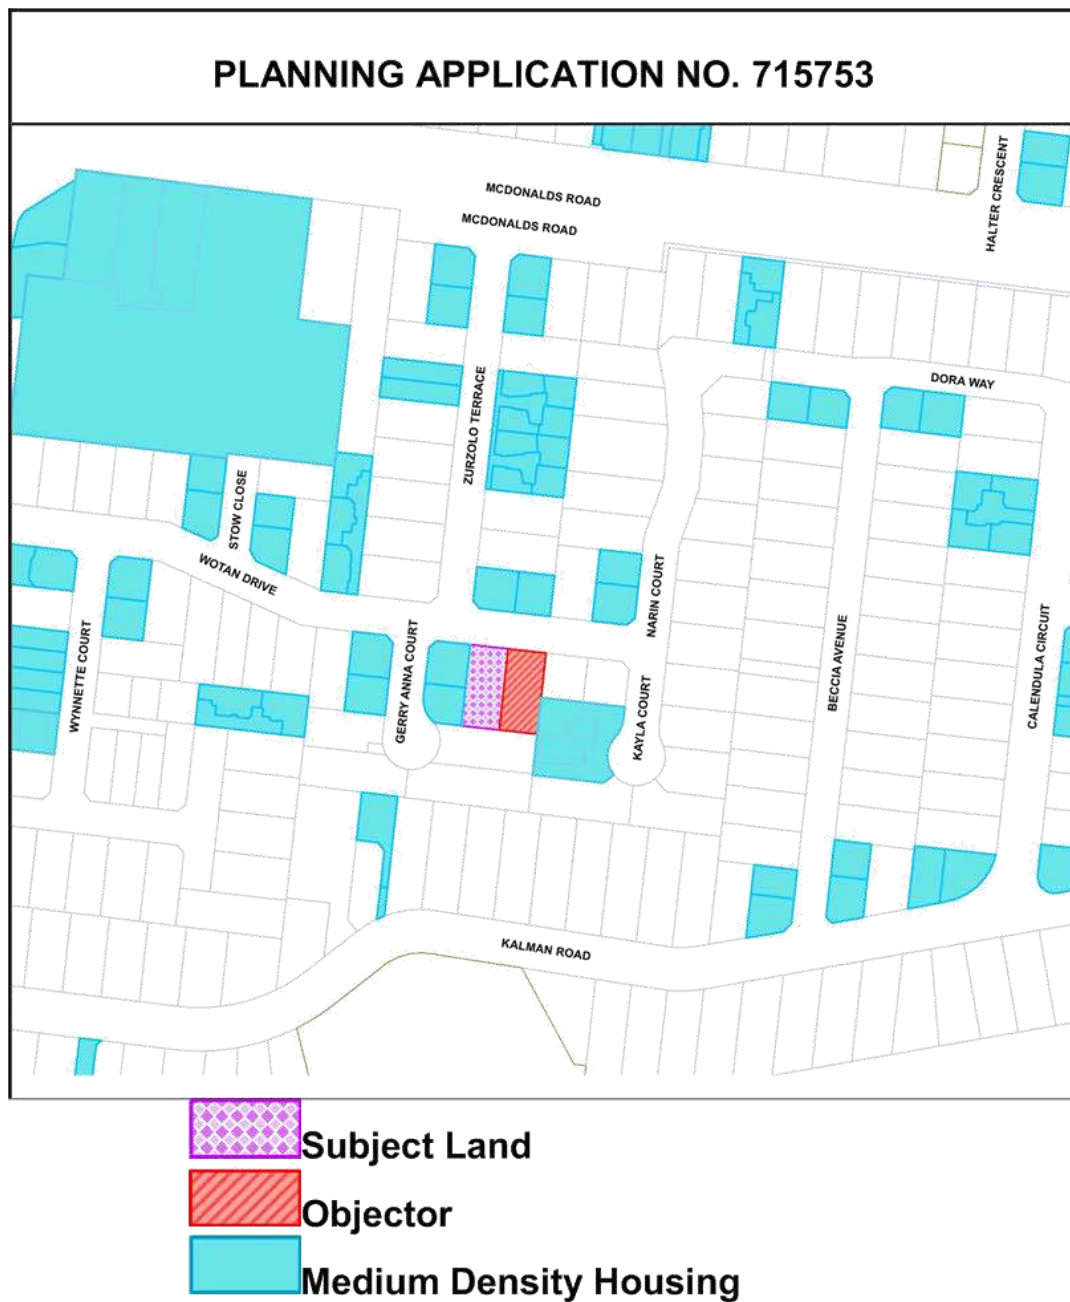 PLANNING APPLICATION NO. 715753
MCDONALDS ROAD
MCDONALDS ROAD
HALTER CRESCENT
DORA WAY
ZURZOLO TERRACE
STOW CLOSE
WOTAN DRIVE
NARIN COURT
WYNNETTE COURT
GERRY ANNA COURT
KAYLA COURT
BECCIA AVENUE
CALENDULA CIRCUIT
KALMAN ROAD
Subject Land
Objector
Medium Density Housing